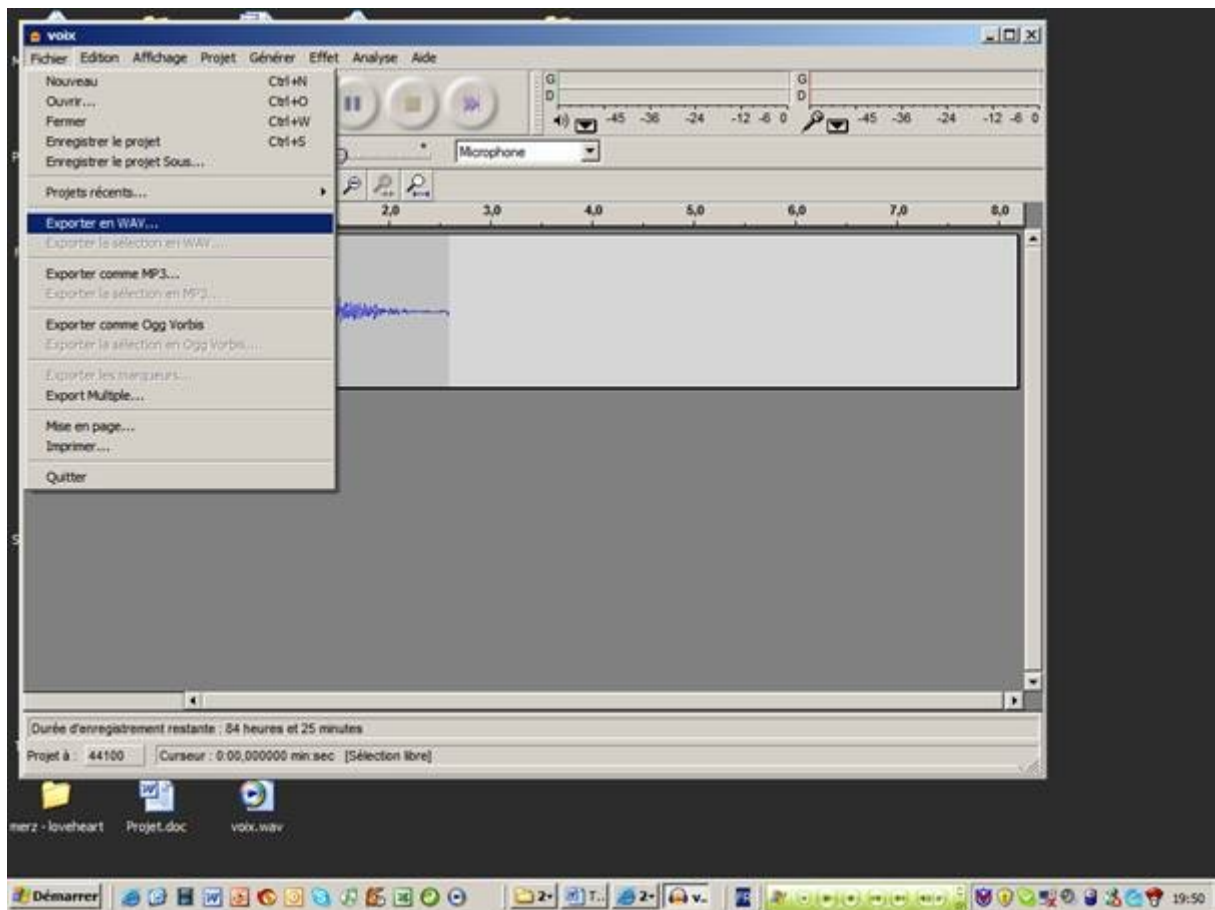 voix
Fichier Edition Affichage Projet Générer Effet Analyse Aide
Nouveau Ctrl+N
Ouvrir... Ctrl+O
Fermer Ctrl+W
Enregistrer le projet Ctrl+S
Enregistrer le projet Sous...
Projets récents...
Exporter en WAV...
Exporter la sélection en WAV...
Exporter comme MP3...
Exporter la sélection en MP3...
Exporter comme Ogg Vorbis
Exporter la sélection en Ogg Vorbis...
Exporter les marqueurs...
Export Multiple...
Mise en page...
Imprimer...
Quitter
G G
D D
-45 -36 -24 -12 -6 0 -45 -36 -24 -12 -6 0
Microphone
2,0 3,0 4,0 5,0 6,0 7,0 8,0
Durée d'enregistrement restante : 84 heures et 25 minutes
Projet à : 44100 Curseur : 0:00,000000 min:sec [Sélection libre]
merz - loveheart Projet.doc voix.wav
Démarrer 2 T... 2 v... 19:50